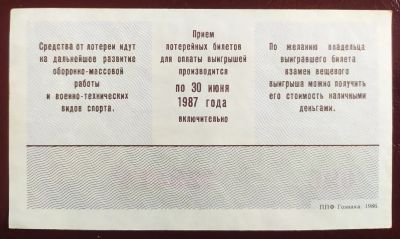 Средства от лотереи идут
на дальнейшее развитие
оборонно-массовой
работы
и военно-технических
видов спорта.
Прием
лотерейных билетов
для оплаты выигрышей
производится
по 30 июня
1987 года
включительно
По желанию владельца
выигравшего билета
взамен вещевого
выигрыша можно получить
его стоимость наличными
деньгами.
ППФ Гознака. 1986.